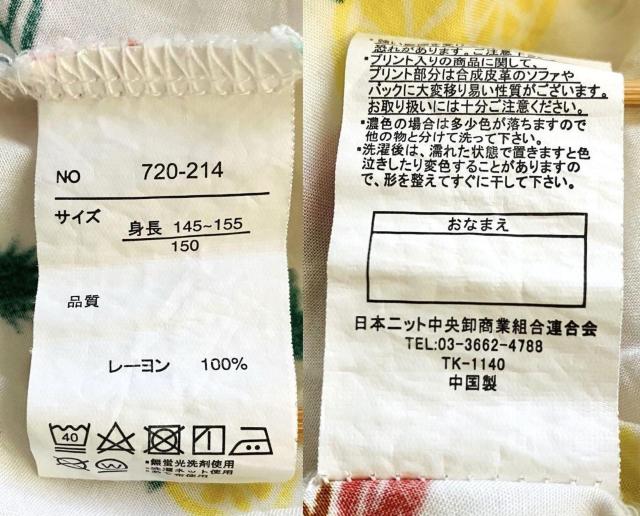 NO 720-214
サイズ 身長 145~155
150
品質
レーヨン 100%
40
・無蛍光洗剤使用
・洗濯ネット使用
恐れがあります。ご注意下
・プリント入りの商品に関して、
プリント部分は合成皮革のソファや
バックに大変移り易い性質がございます。
お取り扱いには十分ご注意ください。
・濃色の場合は多少色が落ちますので
他の物と分けて洗って下さい。
・洗濯後は、濡れた状態で置きますと色
泣きしたり変色することがありますの
で、形を整えてすぐに干して下さい。
おなまえ
日本ニット中央卸商業組合連合会
TEL:03-3662-4788
TK-1140
中国製